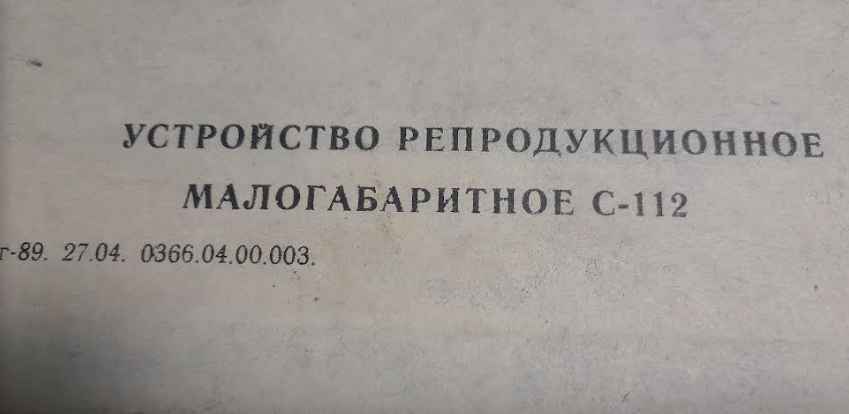 УСТРОЙСТВО РЕПРОДУКЦИОННОЕ
МАЛОГАБАРИТНОЕ С-112
г-89. 27.04. 0366.04.00.003.